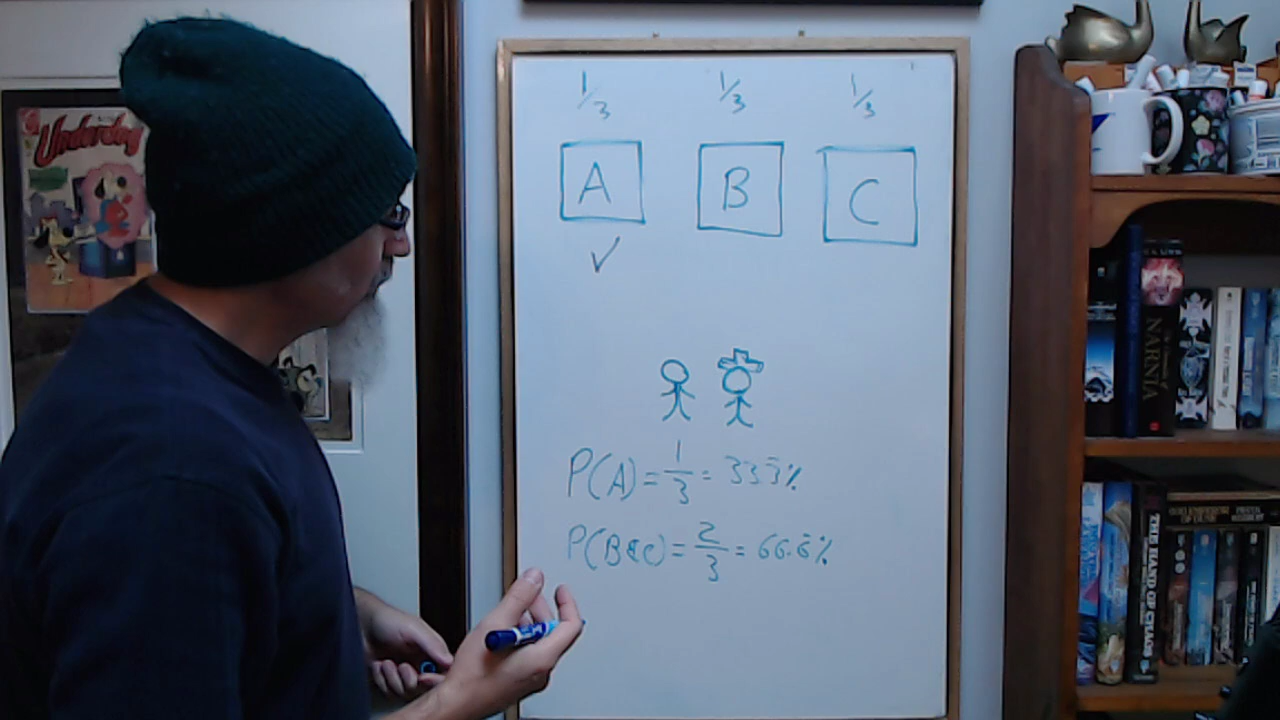 Underdog
1/3 1/3 1/3
A B C
✓
P(A) = 1/3 = 33.3̇%
P(B&C) = 2/3 = 66.6̇%
NARNIA
THE HAND OF CHAOS